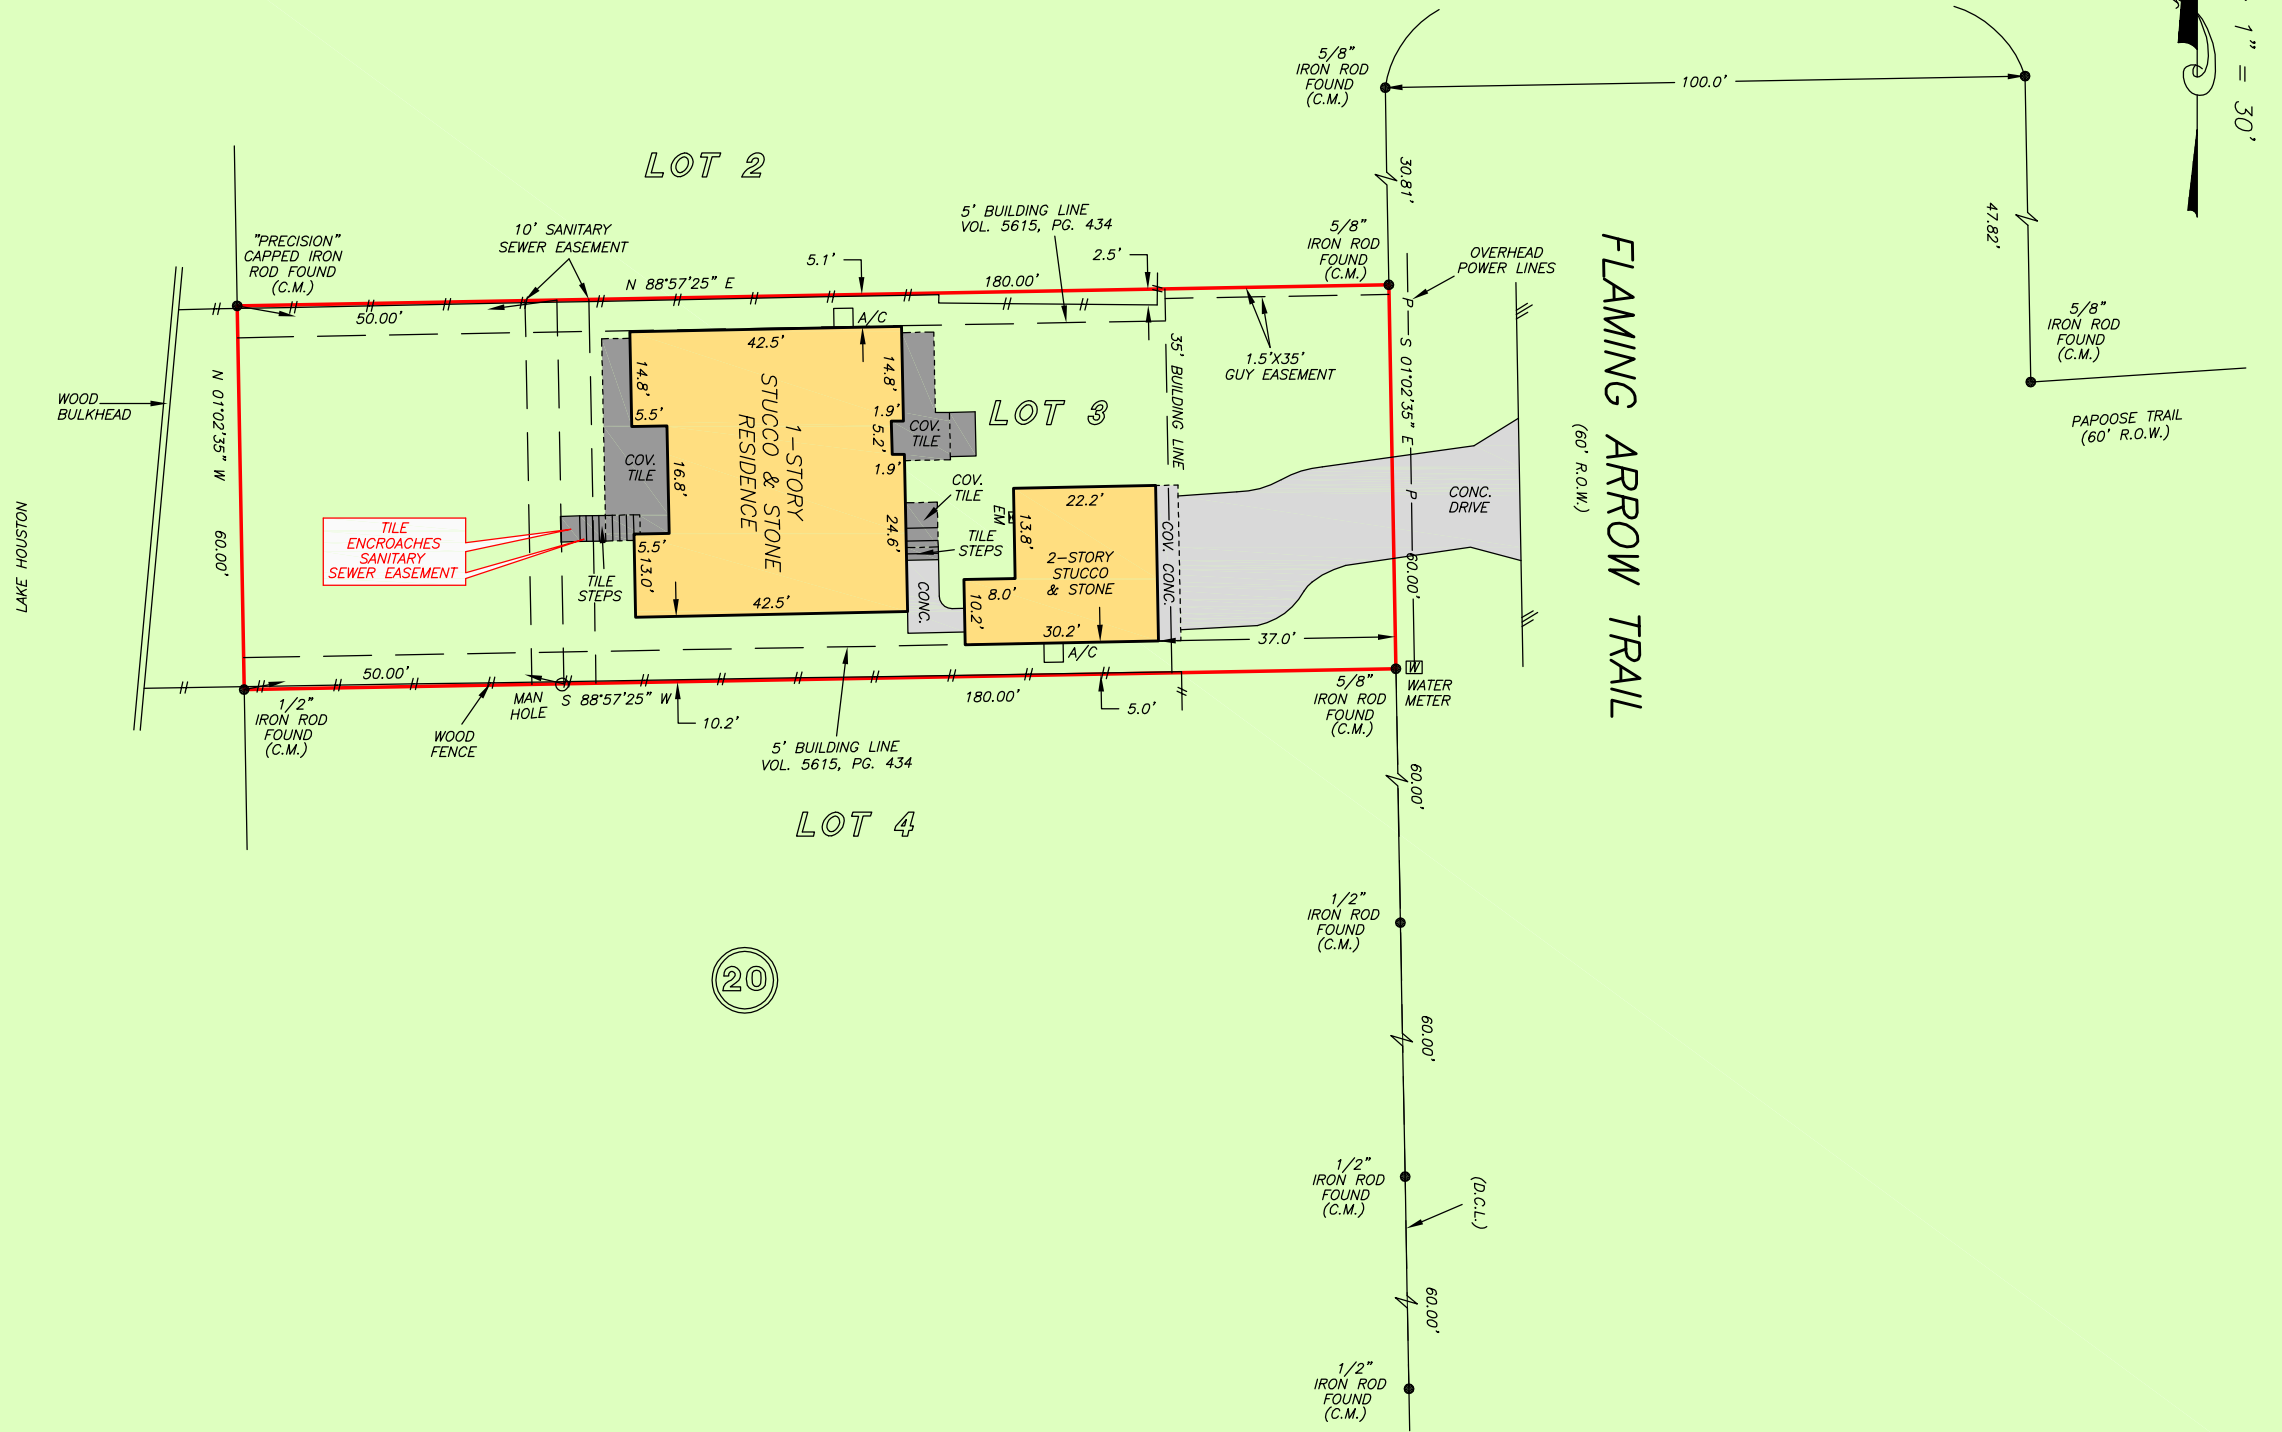 1" = 30'
5/8"
IRON ROD
FOUND
(C.M.)
100.0'
30.81'
47.82'
LOT 2
"PRECISION"
CAPPED IRON
ROD FOUND
(C.M.)
10' SANITARY
SEWER EASEMENT
5' BUILDING LINE
VOL. 5615, PG. 434
5.1'
2.5'
5/8"
IRON ROD
FOUND
(C.M.)
OVERHEAD
POWER LINES
N 88°57'25" E
180.00'
50.00'
A/C
42.5'
1.5'X35'
GUY EASEMENT
35' BUILDING LINE
P
S 01°02'35" E
P
60.00'
FLAMING ARROW TRAIL
(60' R.O.W.)
5/8"
IRON ROD
FOUND
(C.M.)
PAPOOSE TRAIL
(60' R.O.W.)
WOOD
BULKHEAD
N 01°02'35" W
60.00'
LAKE HOUSTON
14.8'
5.5'
COV.
TILE
16.8'
5.5'
13.0'
1-STORY
STUCCO & STONE
RESIDENCE
14.8'
1.9'
5.2'
1.9'
24.6'
COV.
TILE
LOT 3
COV.
TILE
TILE
STEPS
EM
22.2'
13.8'
2-STORY
STUCCO
& STONE
8.0'
10.2'
30.2'
COV. CONC.
CONC.
DRIVE
CONC.
TILE
ENCROACHES
SANITARY
SEWER EASEMENT
TILE
STEPS
42.5'
37.0'
A/C
W
WATER
METER
50.00'
MAN
HOLE
S 88°57'25" W
10.2'
180.00'
5.0'
1/2"
IRON ROD
FOUND
(C.M.)
WOOD
FENCE
5' BUILDING LINE
VOL. 5615, PG. 434
5/8"
IRON ROD
FOUND
(C.M.)
60.00'
LOT 4
1/2"
IRON ROD
FOUND
(C.M.)
20
60.00'
1/2"
IRON ROD
FOUND
(C.M.)
(D.C.L.)
60.00'
1/2"
IRON ROD
FOUND
(C.M.)